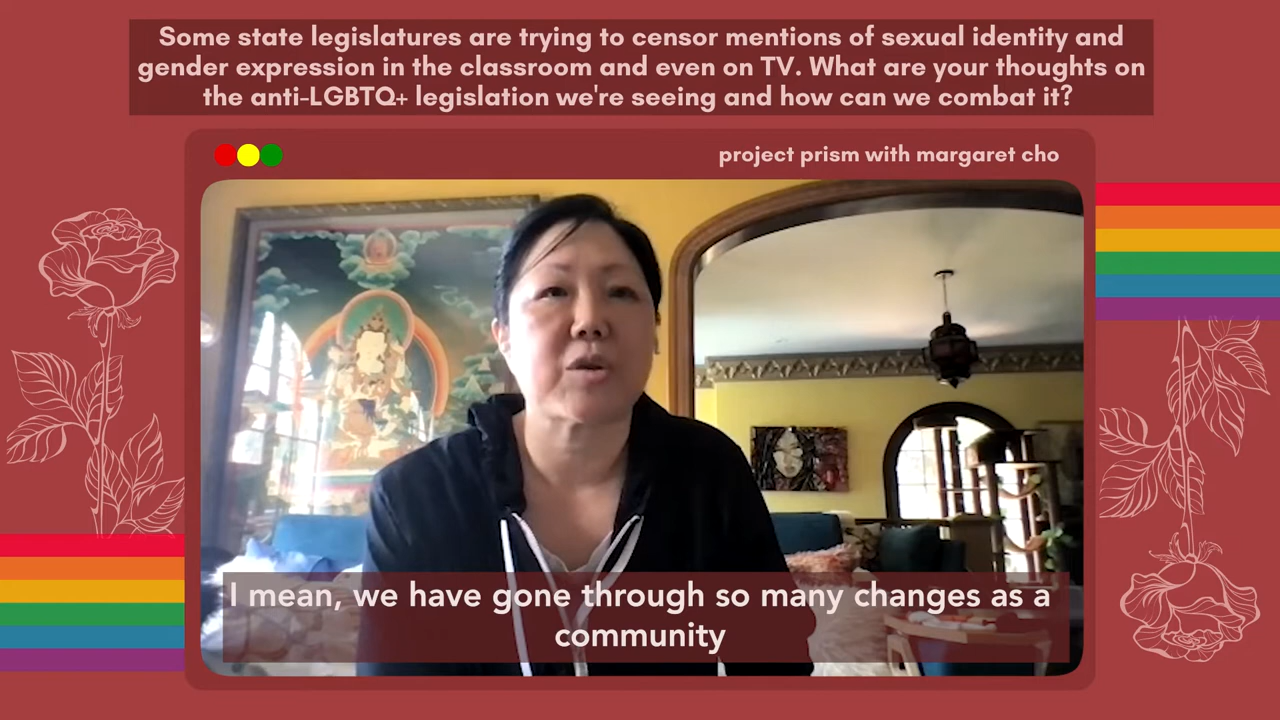 Some state legislatures are trying to censor mentions of sexual identity and
gender expression in the classroom and even on TV. What are your thoughts on
the anti-LGBTQ+ legislation we're seeing and how can we combat it?
project prism with margaret cho
I mean, we have gone through so many changes as a
community